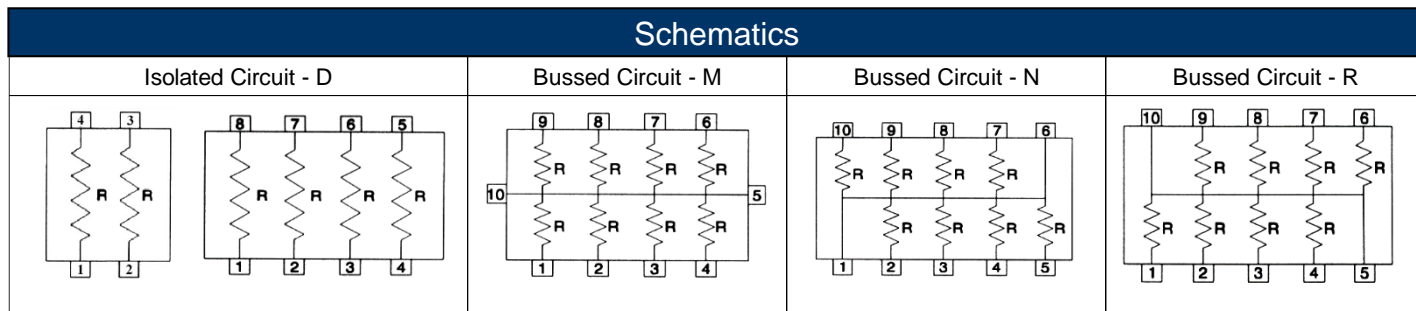 Schematics
Isolated Circuit - D
Bussed Circuit - M
Bussed Circuit - N
Bussed Circuit - R
4 3
R R
1 2
8 7 6 5
R R R R
1 2 3 4
9 8 7 6
R R R R
10 5
R R R R
1 2 3 4
10 9 8 7 6
R R R R
R R R R
1 2 3 4 5
10 9 8 7 6
R R R R
R R R R
1 2 3 4 5